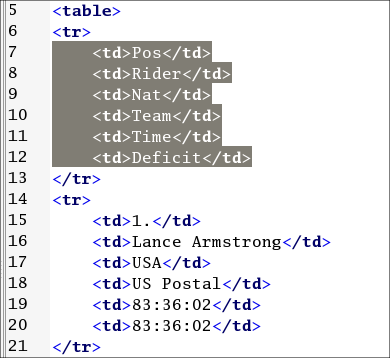 5 <table>
6 <tr>
7 <td>Pos</td>
8 <td>Rider</td>
9 <td>Nat</td>
10 <td>Team</td>
11 <td>Time</td>
12 <td>Deficit</td>
13 </tr>
14 <tr>
15 <td>1.</td>
16 <td>Lance Armstrong</td>
17 <td>USA</td>
18 <td>US Postal</td>
19 <td>83:36:02</td>
20 <td>83:36:02</td>
21 </tr>